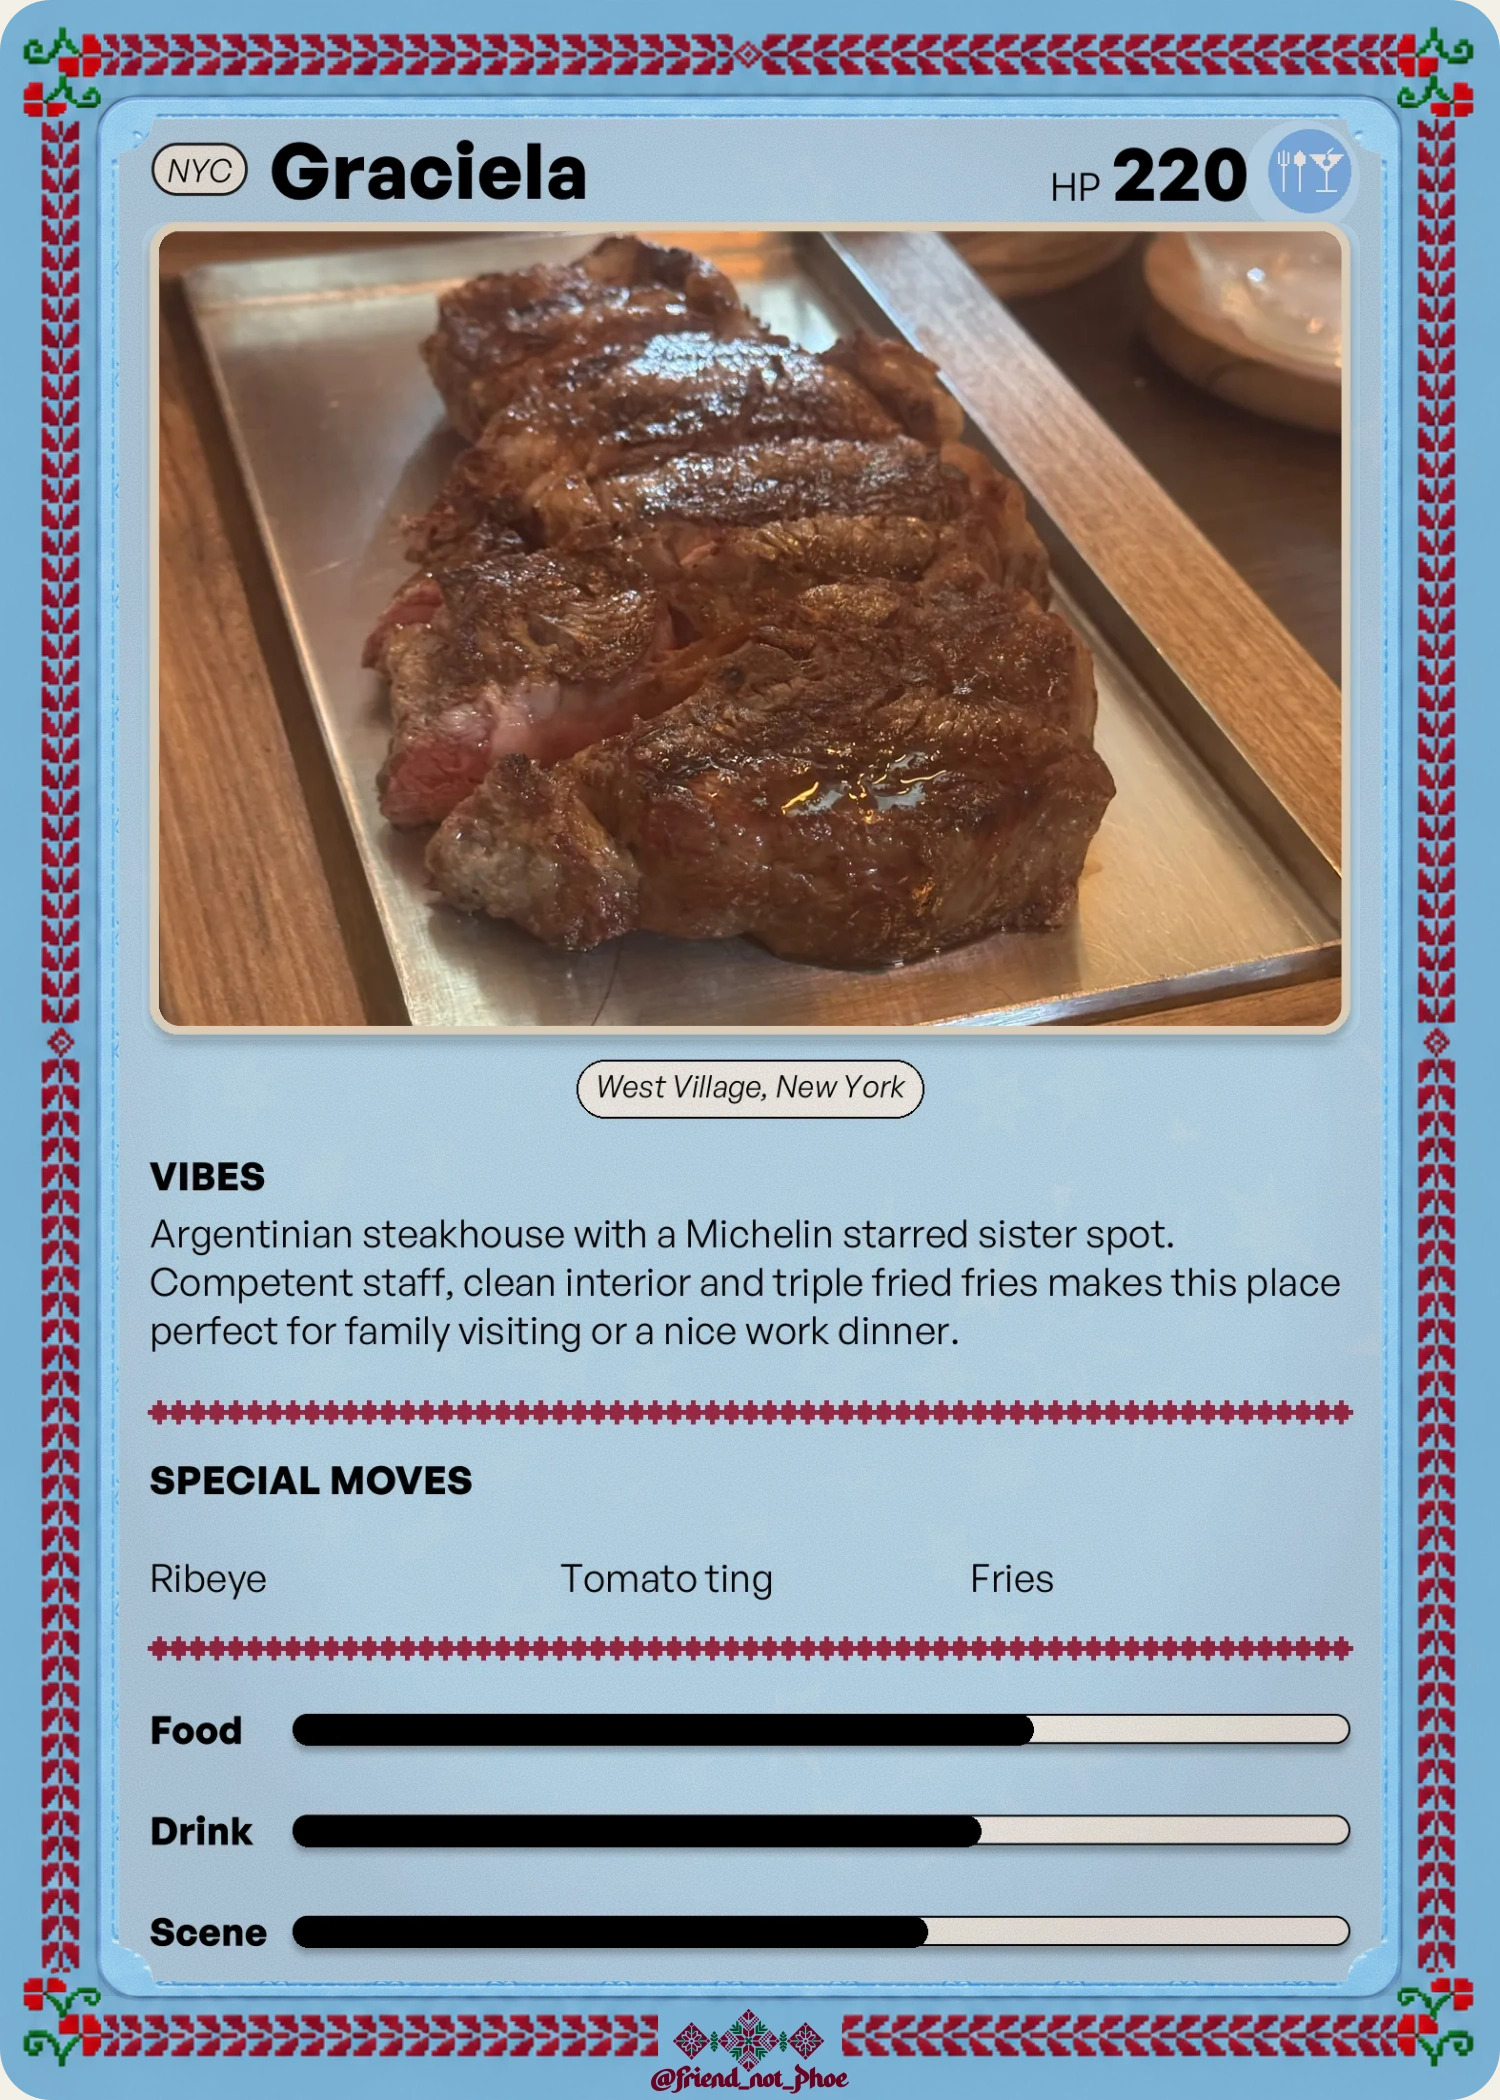 NYC Graciela HP 220
West Village, New York
VIBES
Argentinian steakhouse with a Michelin starred sister spot.
Competent staff, clean interior and triple fried fries makes this place
perfect for family visiting or a nice work dinner.
SPECIAL MOVES
Ribeye Tomato ting Fries
Food
Drink
Scene
@friend_not_phoe